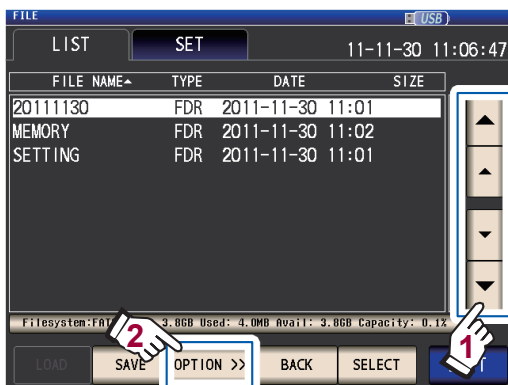 FILE USB
LIST SET 11-11-30 11:06:47
FILE NAME TYPE DATE SIZE
20111130 FDR 2011-11-30 11:01
MEMORY FDR 2011-11-30 11:02
SETTING FDR 2011-11-30 11:01
Filesystem:FAT 3.8GB Used: 4.0MB Avail: 3.8GB Capacity: 0.1%
2 1
LOAD SAVE OPTION >> BACK SELECT